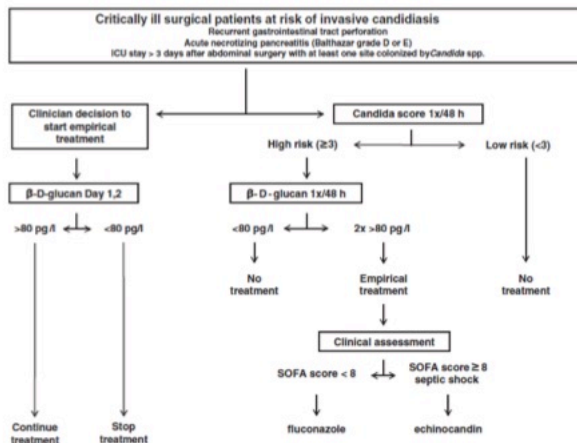 Critically ill surgical patients at risk of invasive candidiasis
Recurrent gastrointestinal tract perforation
Acute necrotizing pancreatitis (Balthazar grade D or E)
ICU stay > 3 days after abdominal surgery with at least one site colonized by Candida spp.
Clinician decision to
start empirical
treatment
Candida score 1x/48 h
High risk (≥3)
Low risk (<3)
β-D-glucan Day 1,2
β- D - glucan 1x/48 h
>80 pg/l
<80 pg/l
<80 pg/l
2x >80 pg/l
No
treatment
Empirical
treatment
No
treatment
Clinical assessment
SOFA score < 8
SOFA score ≥ 8
septic shock
Continue
treatment
Stop
treatment
fluconazole
echinocandin